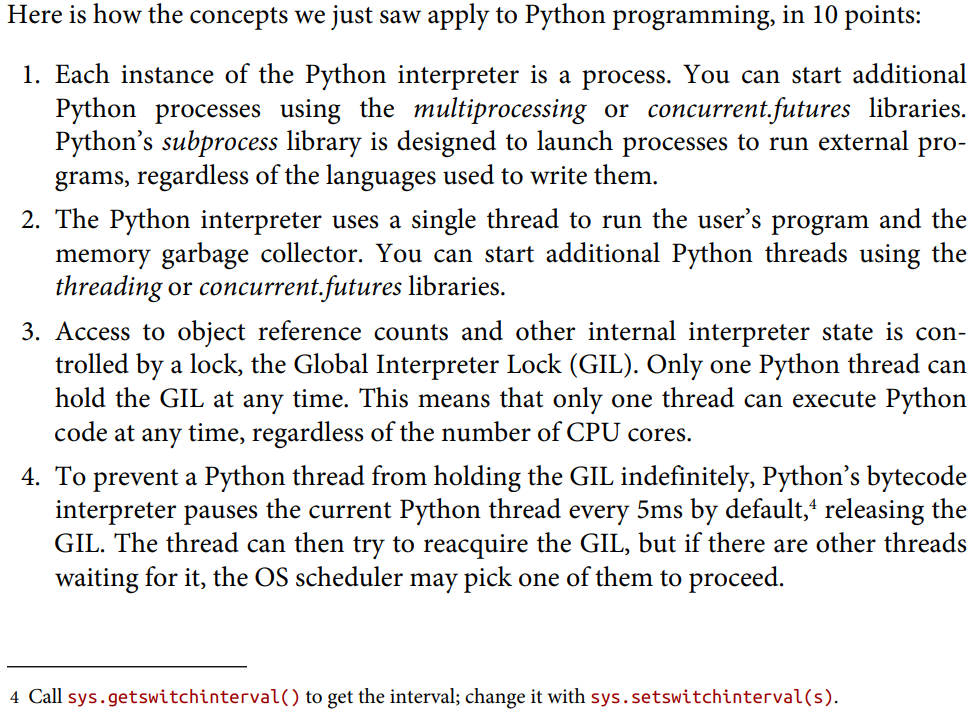 Here is how the concepts we just saw apply to Python programming, in 10 points:
1. Each instance of the Python interpreter is a process. You can start additional
Python processes using the multiprocessing or concurrent.futures libraries.
Python’s subprocess library is designed to launch processes to run external pro-
grams, regardless of the languages used to write them.
2. The Python interpreter uses a single thread to run the user’s program and the
memory garbage collector. You can start additional Python threads using the
threading or concurrent.futures libraries.
3. Access to object reference counts and other internal interpreter state is con-
trolled by a lock, the Global Interpreter Lock (GIL). Only one Python thread can
hold the GIL at any time. This means that only one thread can execute Python
code at any time, regardless of the number of CPU cores.
4. To prevent a Python thread from holding the GIL indefinitely, Python’s bytecode
interpreter pauses the current Python thread every 5ms by default,⁴ releasing the
GIL. The thread can then try to reacquire the GIL, but if there are other threads
waiting for it, the OS scheduler may pick one of them to proceed.
4 Call sys.getswitchinterval() to get the interval; change it with sys.setswitchinterval(s).